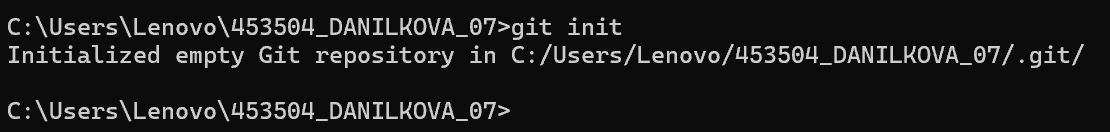 C:\Users\Lenovo\453504_DANILKOVA_07>git init
Initialized empty Git repository in C:/Users/Lenovo/453504_DANILKOVA_07/.git/
C:\Users\Lenovo\453504_DANILKOVA_07>